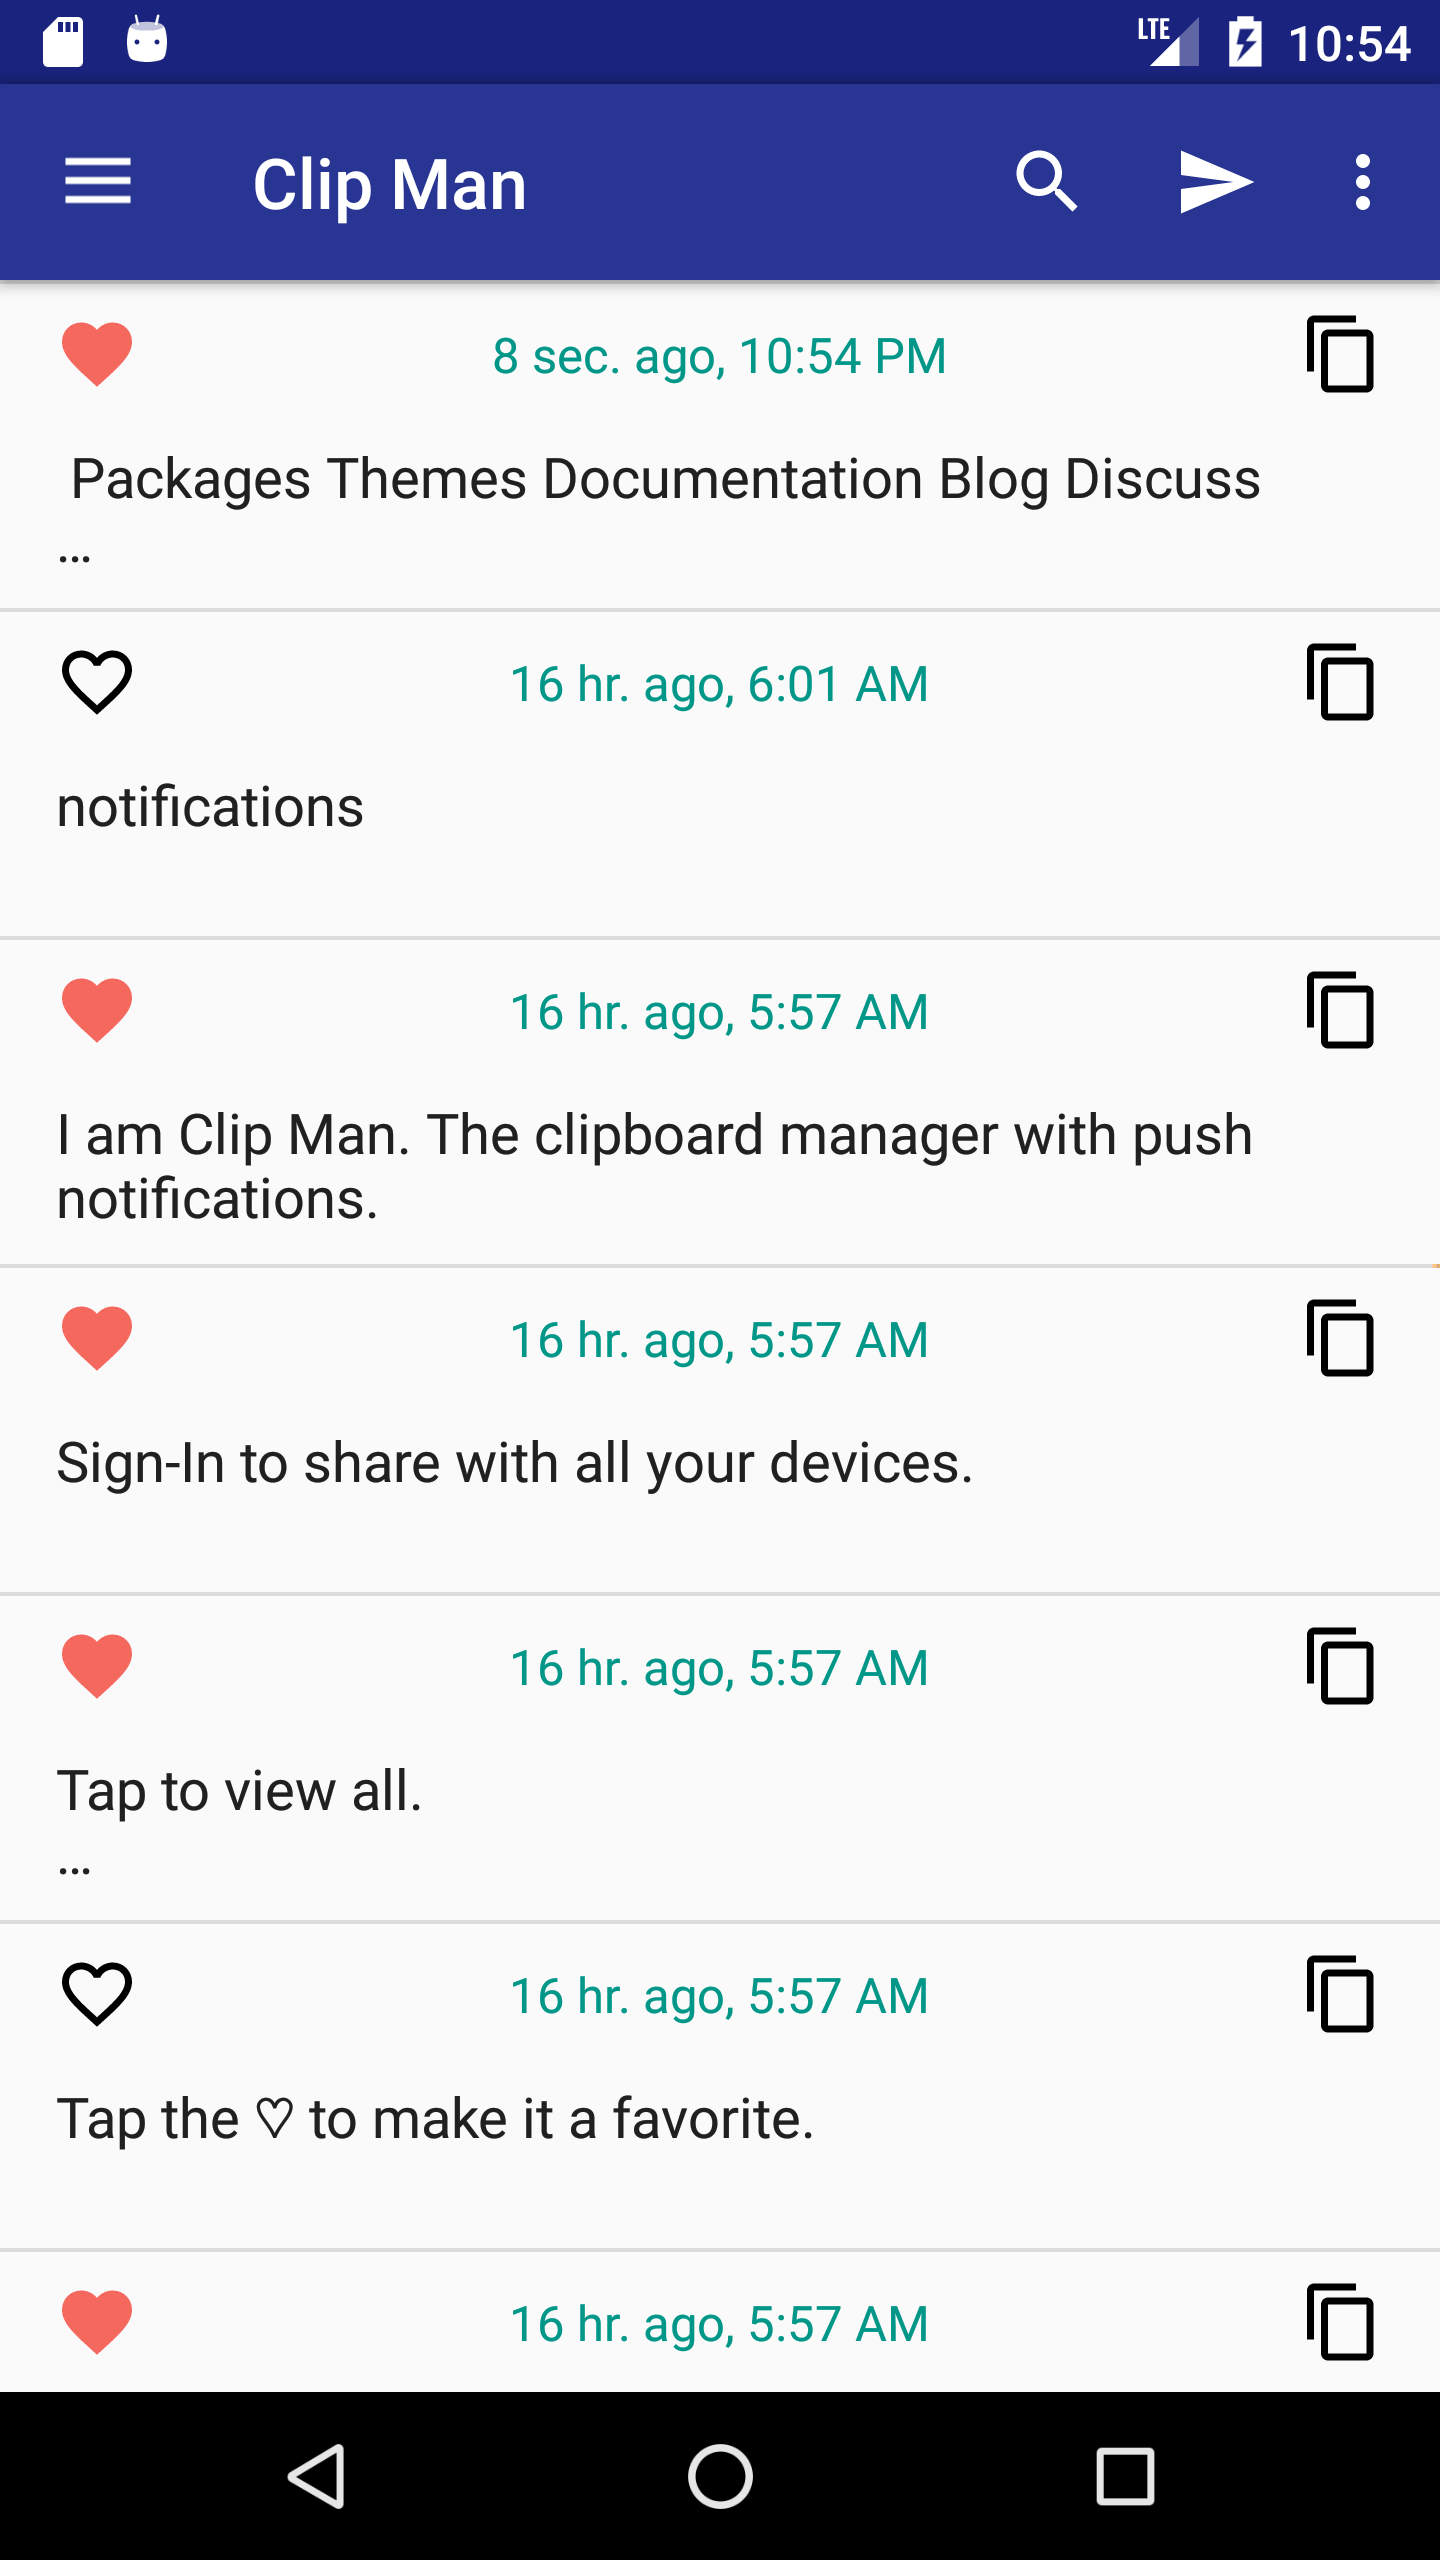 LTE 10:54
Clip Man
8 sec. ago, 10:54 PM
Packages Themes Documentation Blog Discuss
…
16 hr. ago, 6:01 AM
notifications
16 hr. ago, 5:57 AM
I am Clip Man. The clipboard manager with push
notifications.
16 hr. ago, 5:57 AM
Sign-In to share with all your devices.
16 hr. ago, 5:57 AM
Tap to view all.
…
16 hr. ago, 5:57 AM
Tap the ♡ to make it a favorite.
16 hr. ago, 5:57 AM